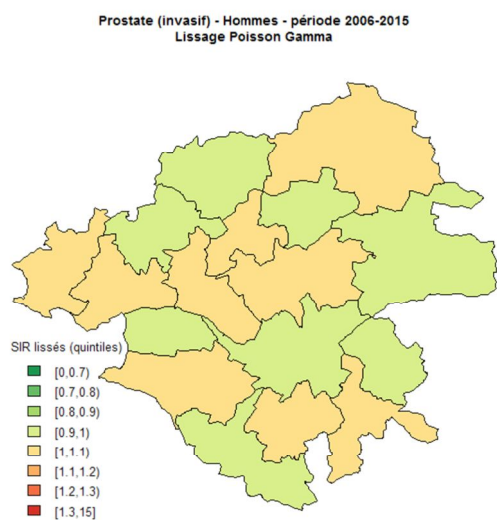 Prostate (invasif) - Hommes - période 2006-2015
Lissage Poisson Gamma
SIR lissés (quintiles)
[0,0.7)
[0.7,0.8)
[0.8,0.9)
[0.9,1)
[1,1.1)
[1.1,1.2)
[1.2,1.3)
[1.3,15]